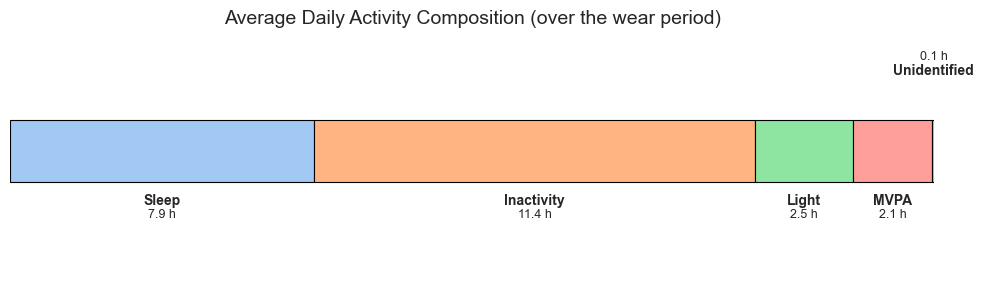 Average Daily Activity Composition (over the wear period)
0.1 h
Unidentified
Sleep
7.9 h
Inactivity
11.4 h
Light
2.5 h
MVPA
2.1 h